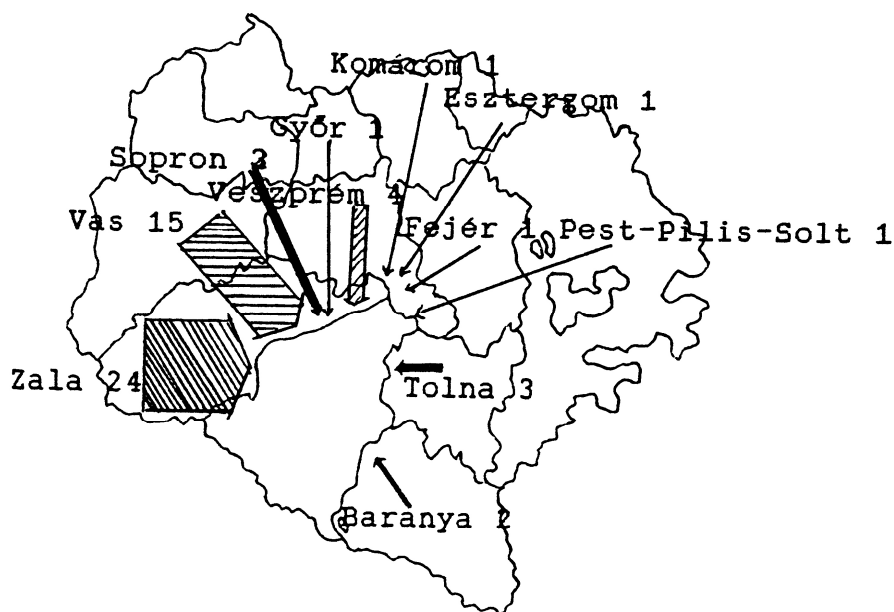 Komárom 1
Esztergom 1
Győr 1
Sopron 3
Veszprém 4
Vas 15
Fejér 1
Pest-Pilis-Solt 1
Zala 24
Tolna 3
Baranya 2